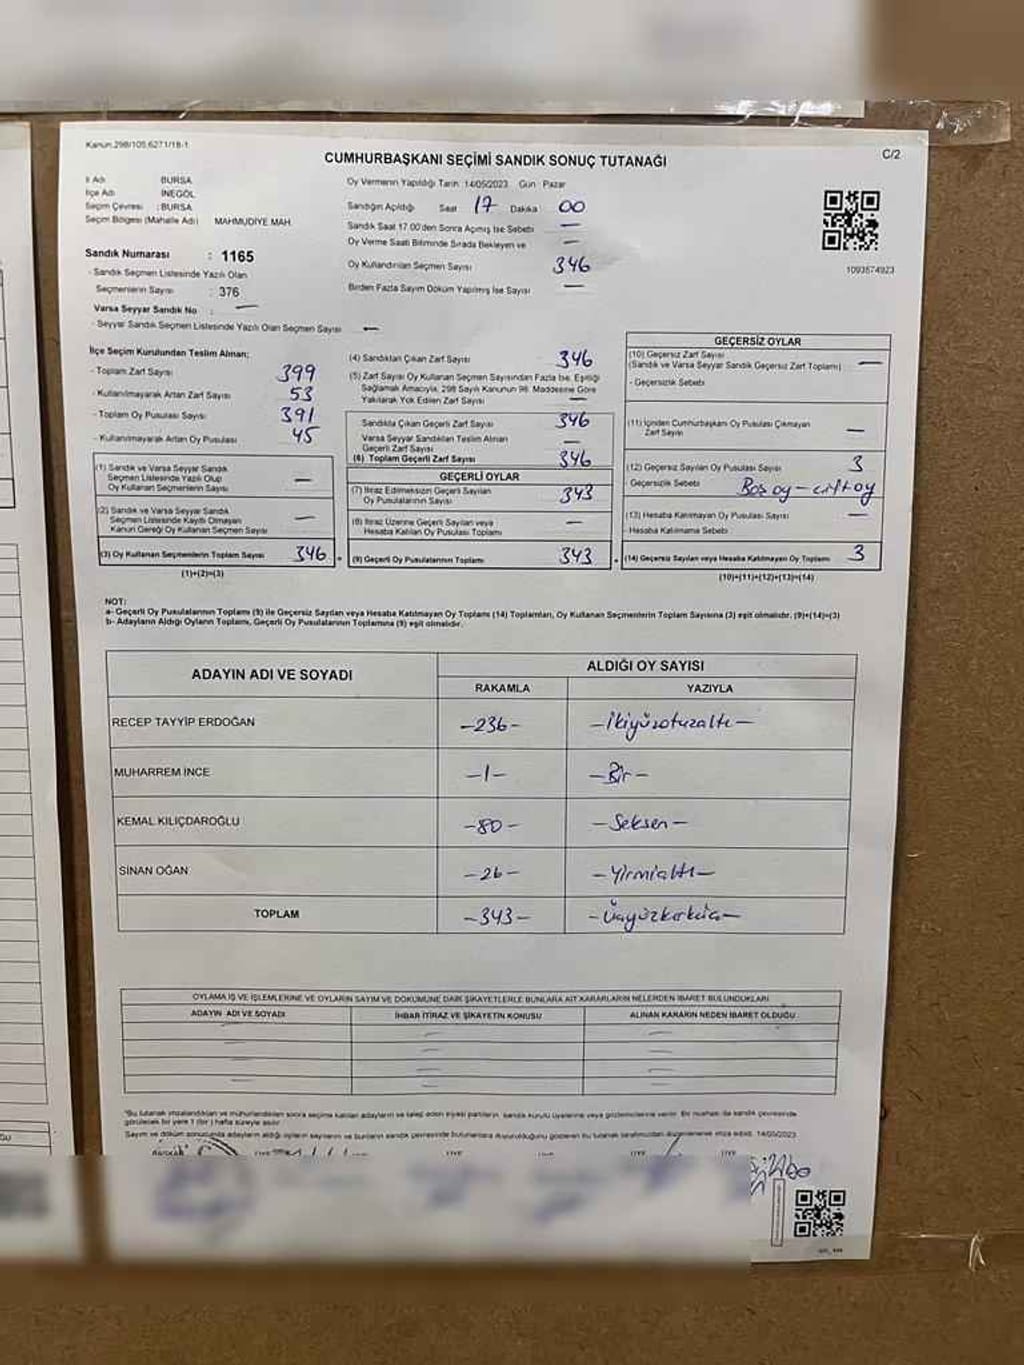 Kanun.298/105,6271/18-1
CUMHURBAŞKANI SEÇİMİ SANDIK SONUÇ TUTANAĞI
C/2
İl Adı : BURSA
İlçe Adı : İNEGÖL
Seçim Çevresi : BURSA
Seçim Bölgesi (Mahalle Adı) MAHMUDİYE MAH.
Oy Vermenin Yapıldığı Tarih: 14/05/2023 Gün: Pazar
Sandığın Açıldığı Saat 17 Dakika 00
Sandık Saat 17.00'den Sonra Açılmış İse Sebebi —
Oy Verme Saati Bitiminde Sırada Bekleyen ve —
Oy Kullandırılan Seçmen Sayısı 346
Birden Fazla Sayım Döküm Yapılmış İse Sayısı —
1093574923
Sandık Numarası : 1165
- Sandık Seçmen Listesinde Yazılı Olan
Seçmenlerin Sayısı : 376
Varsa Seyyar Sandık No : —
- Seyyar Sandık Seçmen Listesinde Yazılı Olan Seçmen Sayısı —
İlçe Seçim Kurulundan Teslim Alınan;
- Toplam Zarf Sayısı 399
- Kullanılmayarak Artan Zarf Sayısı 53
- Toplam Oy Pusulası Sayısı 391
- Kullanılmayarak Artan Oy Pusulası 45
(1) Sandık ve Varsa Seyyar Sandık
Seçmen Listesinde Yazılı Olup
Oy Kullanan Seçmenlerin Sayısı —
(2) Sandık ve Varsa Seyyar Sandık
Seçmen Listesinde Kayıtlı Olmayan
Kanun Gereği Oy Kullanan Seçmen Sayısı —
(3) Oy Kullanan Seçmenlerin Toplam Sayısı 346
(1)+(2)=(3)
(4) Sandıktan Çıkan Zarf Sayısı 346
(5) Zarf Sayısı Oy Kullanan Seçmen Sayısından Fazla İse, Eşitliği
Sağlamak Amacıyla, 298 Sayılı Kanunun 98. Maddesine Göre
Yakılarak Yok Edilen Zarf Sayısı —
Sandıkta Çıkan Geçerli Zarf Sayısı 346
Varsa Seyyar Sandıktan Teslim Alınan
Geçerli Zarf Sayısı —
(6) Toplam Geçerli Zarf Sayısı 346
GEÇERLİ OYLAR
(7) İtiraz Edilmeksizin Geçerli Sayılan
Oy Pusulalarının Sayısı 343
(8) İtiraz Üzerine Geçerli Sayılan veya
Hesaba Katılan Oy Pusulaları Toplamı —
(9) Geçerli Oy Pusulalarının Toplamı 343
GEÇERSİZ OYLAR
(10) Geçersiz Zarf Sayısı
(Sandık ve Varsa Seyyar Sandık Geçersiz Zarf Toplamı) —
- Geçersizlik Sebebi
(11) İçinden Cumhurbaşkanı Oy Pusulası Çıkmayan
Zarf Sayısı —
(12) Geçersiz Sayılan Oy Pusulası Sayısı 3
- Geçersizlik Sebebi Boş oy-çift oy
(13) Hesaba Katılmayan Oy Pusulası Sayısı —
- Hesaba Katılmama Sebebi
(14) Geçersiz Sayılan veya Hesaba Katılmayan Oy Toplamı 3
(10)+(11)+(12)+(13)=(14)
NOT:
a- Geçerli Oy Pusulalarının Toplamı (9) ile Geçersiz Sayılan veya Hesaba Katılmayan Oy Toplamı (14) Toplamları, Oy Kullanan Seçmenlerin Toplam Sayısına (3) eşit olmalıdır. (9)+(14)=(3)
b- Adayların Aldığı Oyların Toplamı, Geçerli Oy Pusulalarının Toplamına (9) eşit olmalıdır.
ADAYIN ADI VE SOYADI
ALDIĞI OY SAYISI
RAKAMLA YAZIYLA
RECEP TAYYİP ERDOĞAN -236- -İkiyüzotuzaltı-
MUHARREM İNCE -1- -Bir-
KEMAL KILIÇDAROĞLU -80- -Seksen-
SİNAN OĞAN -26- -Yirmialtı-
TOPLAM -343- -Üçyüzkırküç-
OYLAMA İŞ VE İŞLEMLERİNE VE OYLARIN SAYIM VE DÖKÜMÜNE DAİR ŞİKAYETLERLE BUNLARA AİT KARARLARIN NELERDEN İBARET BULUNDUKLARI
ADAYIN ADI VE SOYADI İHBAR İTİRAZ VE ŞİKAYETİN KONUSU ALINAN KARARIN NEDEN İBARET OLDUĞU
*Bu tutanak imzalandıktan ve mühürlendikten sonra seçime katılan adayların ve talep eden siyasi partilerin sandık kurulu üyelerine veya gözlemcilerine verilir. Bir nüshası da sandık çevresinde
görülecek bir yere 1 (bir) hafta süreyle asılır.
Sayım ve döküm sonucunda adayların aldığı oyların sayısını ve bunların sandık çevresinde bulunanlara duyurulduğunu gösteren bu tutanak tarafımızdan düzenlenerek imza edildi. 14/05/2023